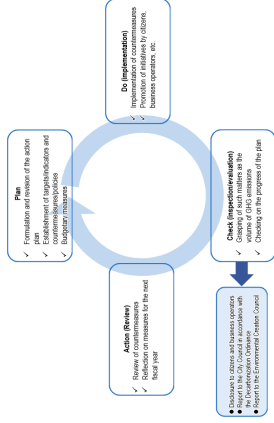 Plan
✓ Formulation and revision of the action
plan
✓ Establishment of targets/indicators and
countermeasures/policies
✓ Budgetary measures
Do (implementation)
✓ Implementation of countermeasures
✓ Promotion of initiatives by citizens,
business operators, etc.
Check (inspection/evaluation)
✓ Grasping of such matters as the
volume of GHG emissions
✓ Checking on the progress of the plan
● Disclosure to citizens and business operators
● Report to the City Council in accordance with
the Decarbonization Ordinance
● Report to the Environmental Creation Council
Action (Review)
✓ Review of countermeasures
✓ Reflection on measures for the next
fiscal year